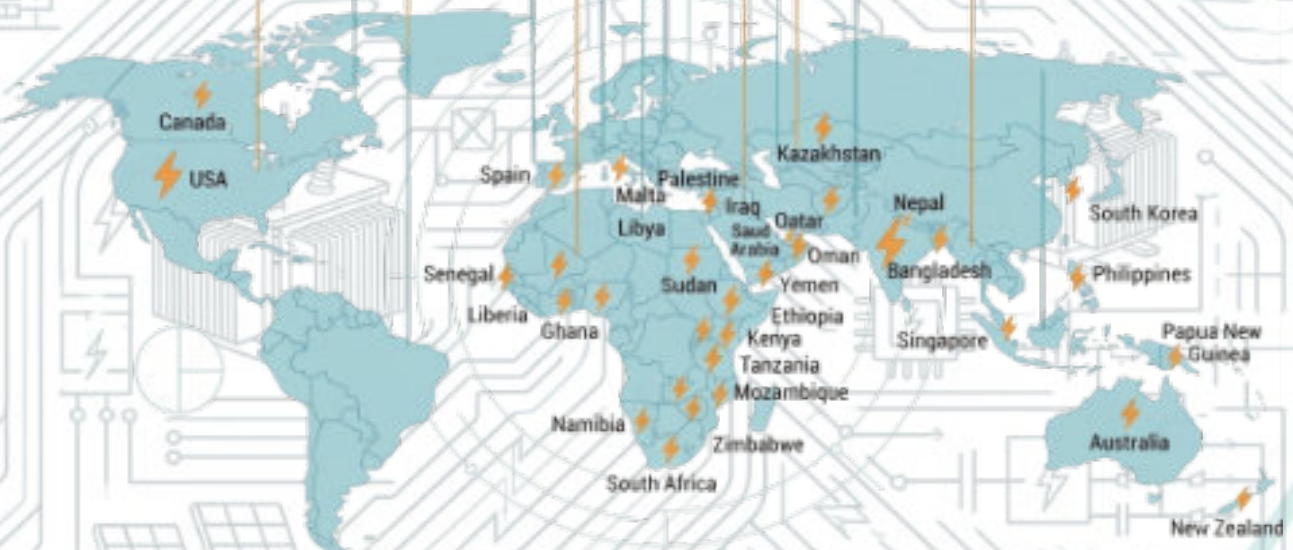 Canada
USA
Kazakhstan
Spain
Malta
Palestine
Iraq
Libya
Saud
Arabia
Qatar
Oman
Nepal
South Korea
Bangladesh
Senegal
Sudan
Yemen
Philippines
Liberia
Ghana
Ethiopia
Kenya
Singapore
Papua New
Guinea
Tanzania
Mozambique
Namibia
Zimbabwe
Australia
South Africa
New Zealand